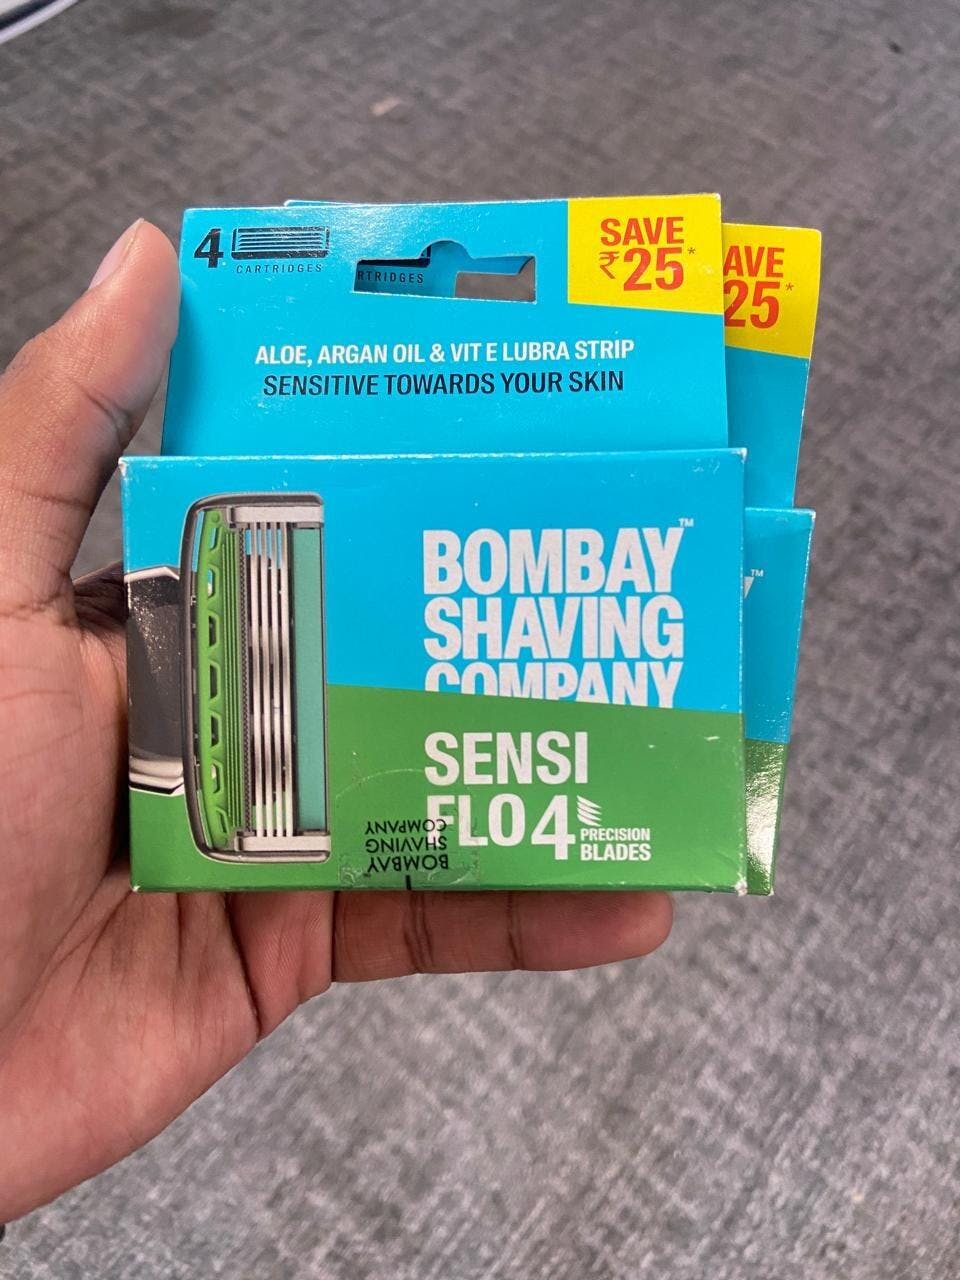 4
CARTRIDGES
RTRIDGES
SAVE
₹25*
AVE
25*
ALOE, ARGAN OIL & VIT E LUBRA STRIP
SENSITIVE TOWARDS YOUR SKIN
BOMBAY™
SHAVING
COMPANY
™
SENSI
FLO4
PRECISION
BLADES
BOMBAY
SHAVING
COMPANY